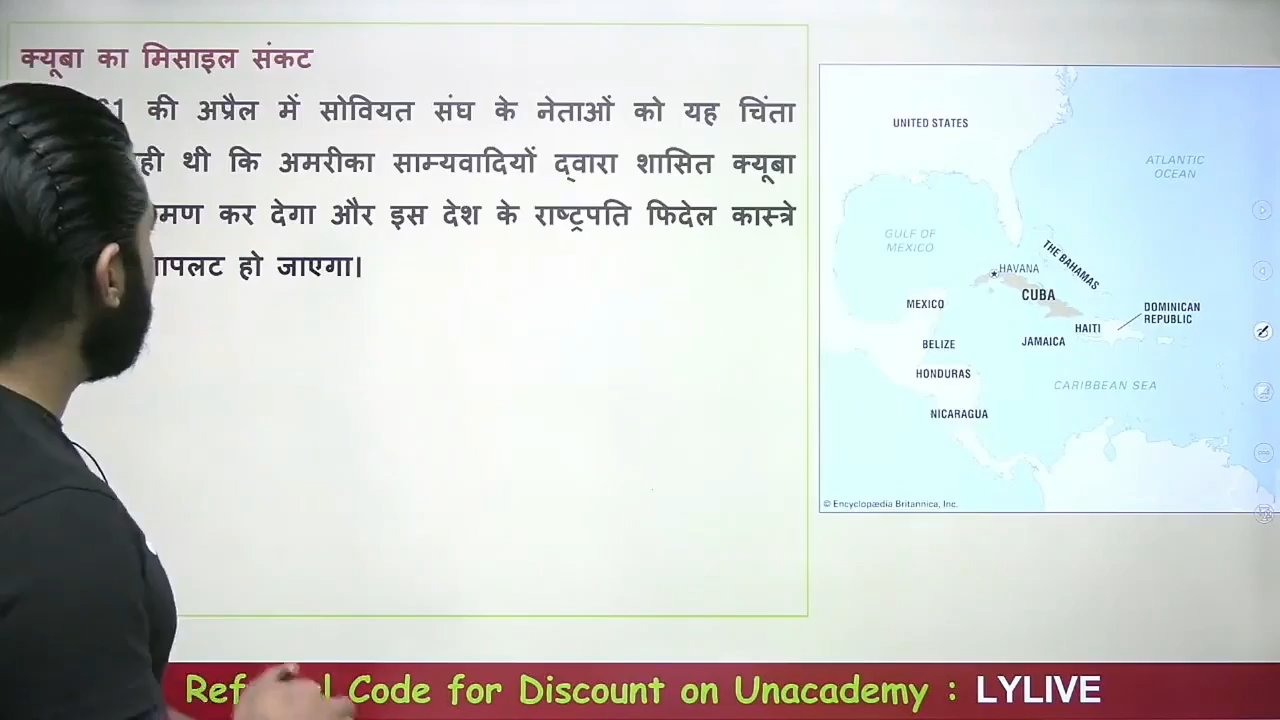 क्यूबा का मिसाइल संकट
की अप्रैल में सोवियत संघ के नेताओं को यह चिंता
थी कि अमरीका साम्यवादियों द्वारा शासित क्यूबा
कर देगा और इस देश के राष्ट्रपति फिदेल कास्त्रे
हो जाएगा।
UNITED STATES
ATLANTIC
OCEAN
GULF OF
MEXICO
THE BAHAMAS
HAVANA
CUBA
MEXICO
DOMINICAN
REPUBLIC
HAITI
JAMAICA
BELIZE
HONDURAS
CARIBBEAN SEA
NICARAGUA
© Encyclopædia Britannica, Inc.
Code for Discount on Unacademy : LYLIVE